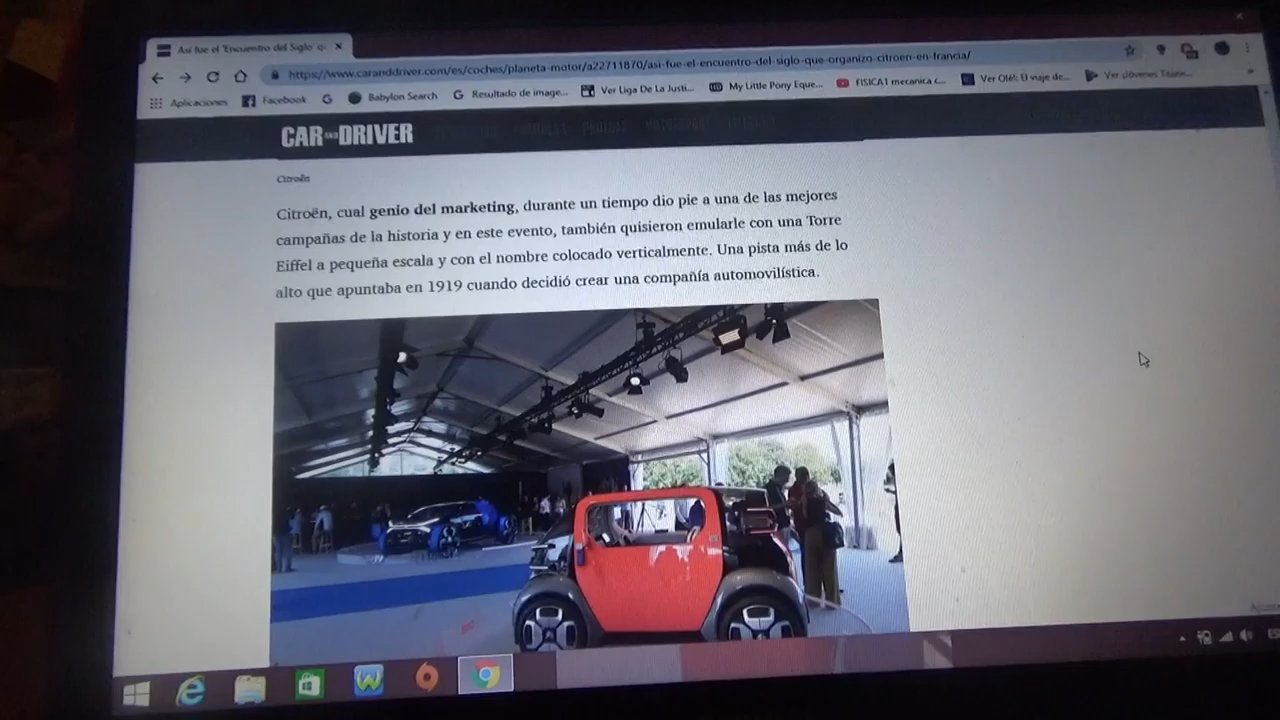 Así fue el 'Encuentro del Siglo' q
https://www.caranddriver.com/es/coches/planeta-motor/a22711870/asi-fue-el-encuentro-del-siglo-que-organizo-citroen-en-francia/
Aplicaciones Facebook Babylon Search Resultado de image... Ver Liga De La Justi... My Little Pony Eque... FISICA1 mecanica c... Ver Olé!: El viaje de... Ver ¡Jóvenes Titane...
CAR AND DRIVER
Citroën
Citroën, cual genio del marketing, durante un tiempo dio pie a una de las mejores
campañas de la historia y en este evento, también quisieron emularle con una Torre
Eiffel a pequeña escala y con el nombre colocado verticalmente. Una pista más de lo
alto que apuntaba en 1919 cuando decidió crear una compañía automovilística.